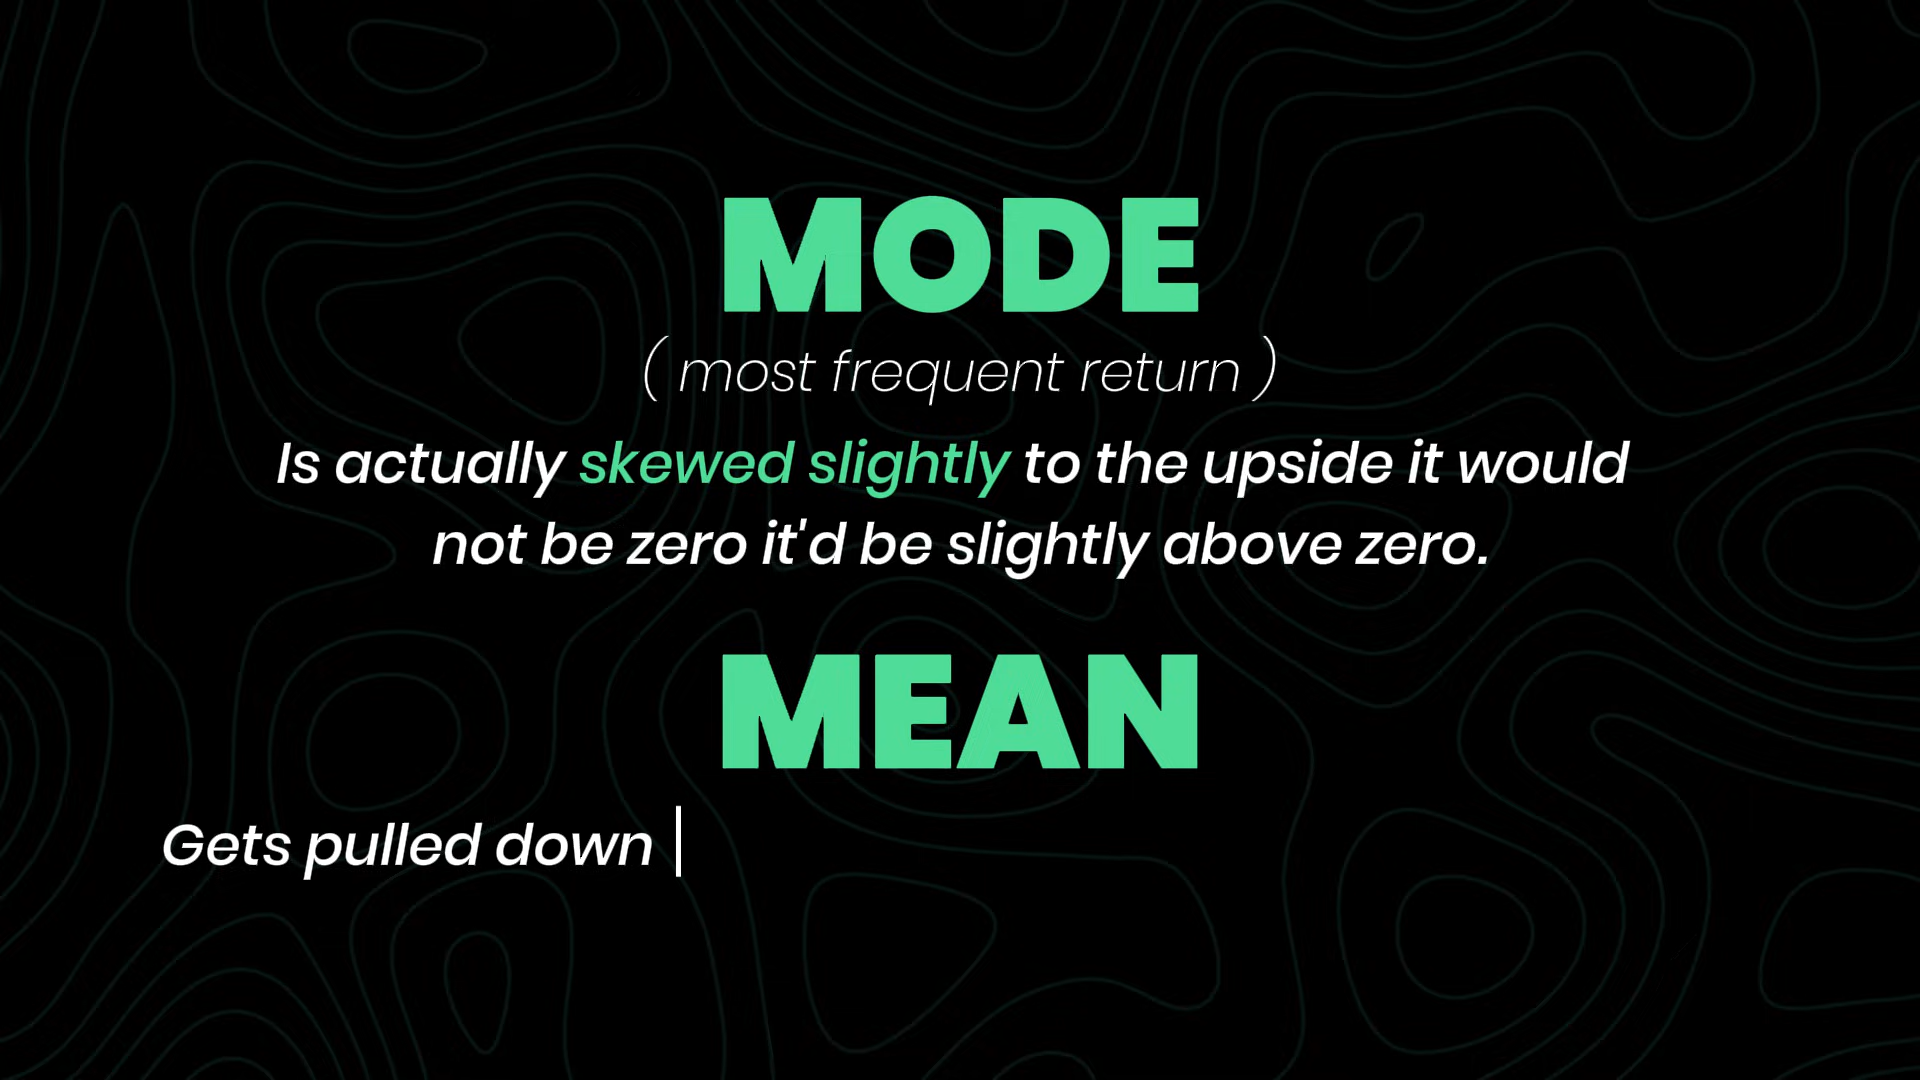 MODE
( most frequent return )
Is actually skewed slightly to the upside it would
not be zero it'd be slightly above zero.
MEAN
Gets pulled down